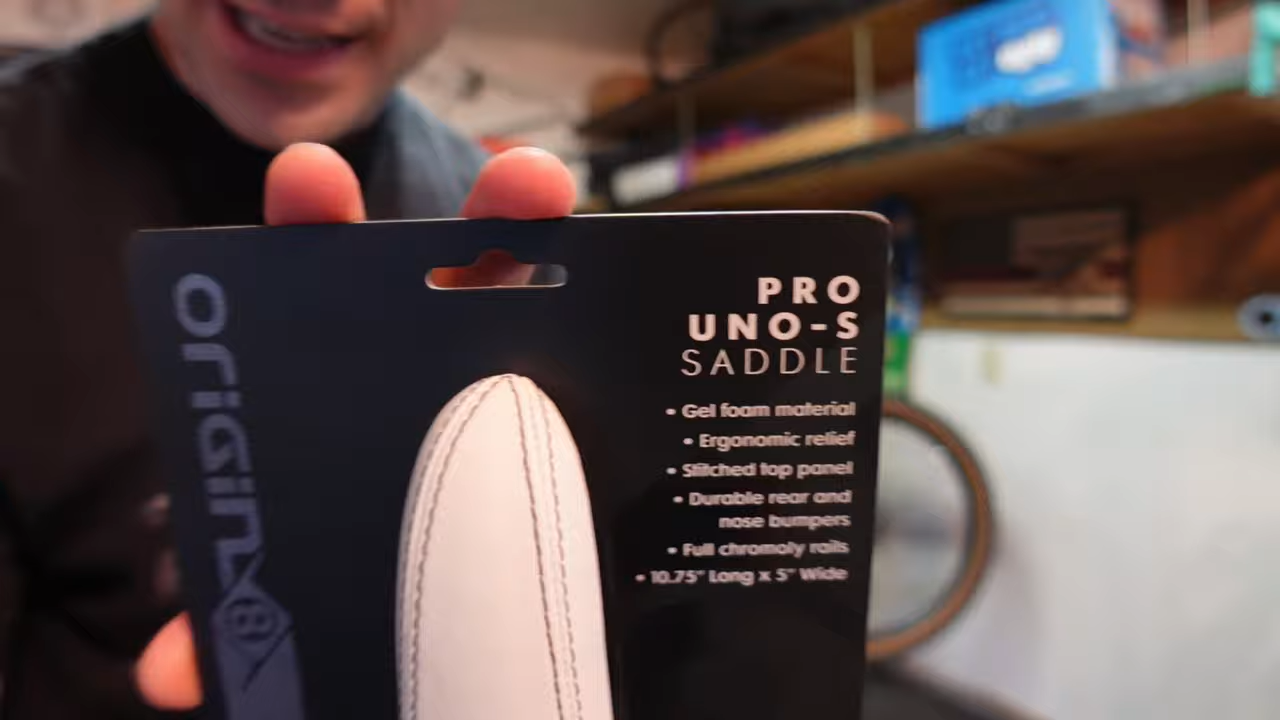 origin8
PRO
UNO-S
SADDLE
• Gel foam material
• Ergonomic relief
• Stitched top panel
• Durable rear and
nose bumpers
• Full chromoly rails
• 10.75" Long x 5" Wide